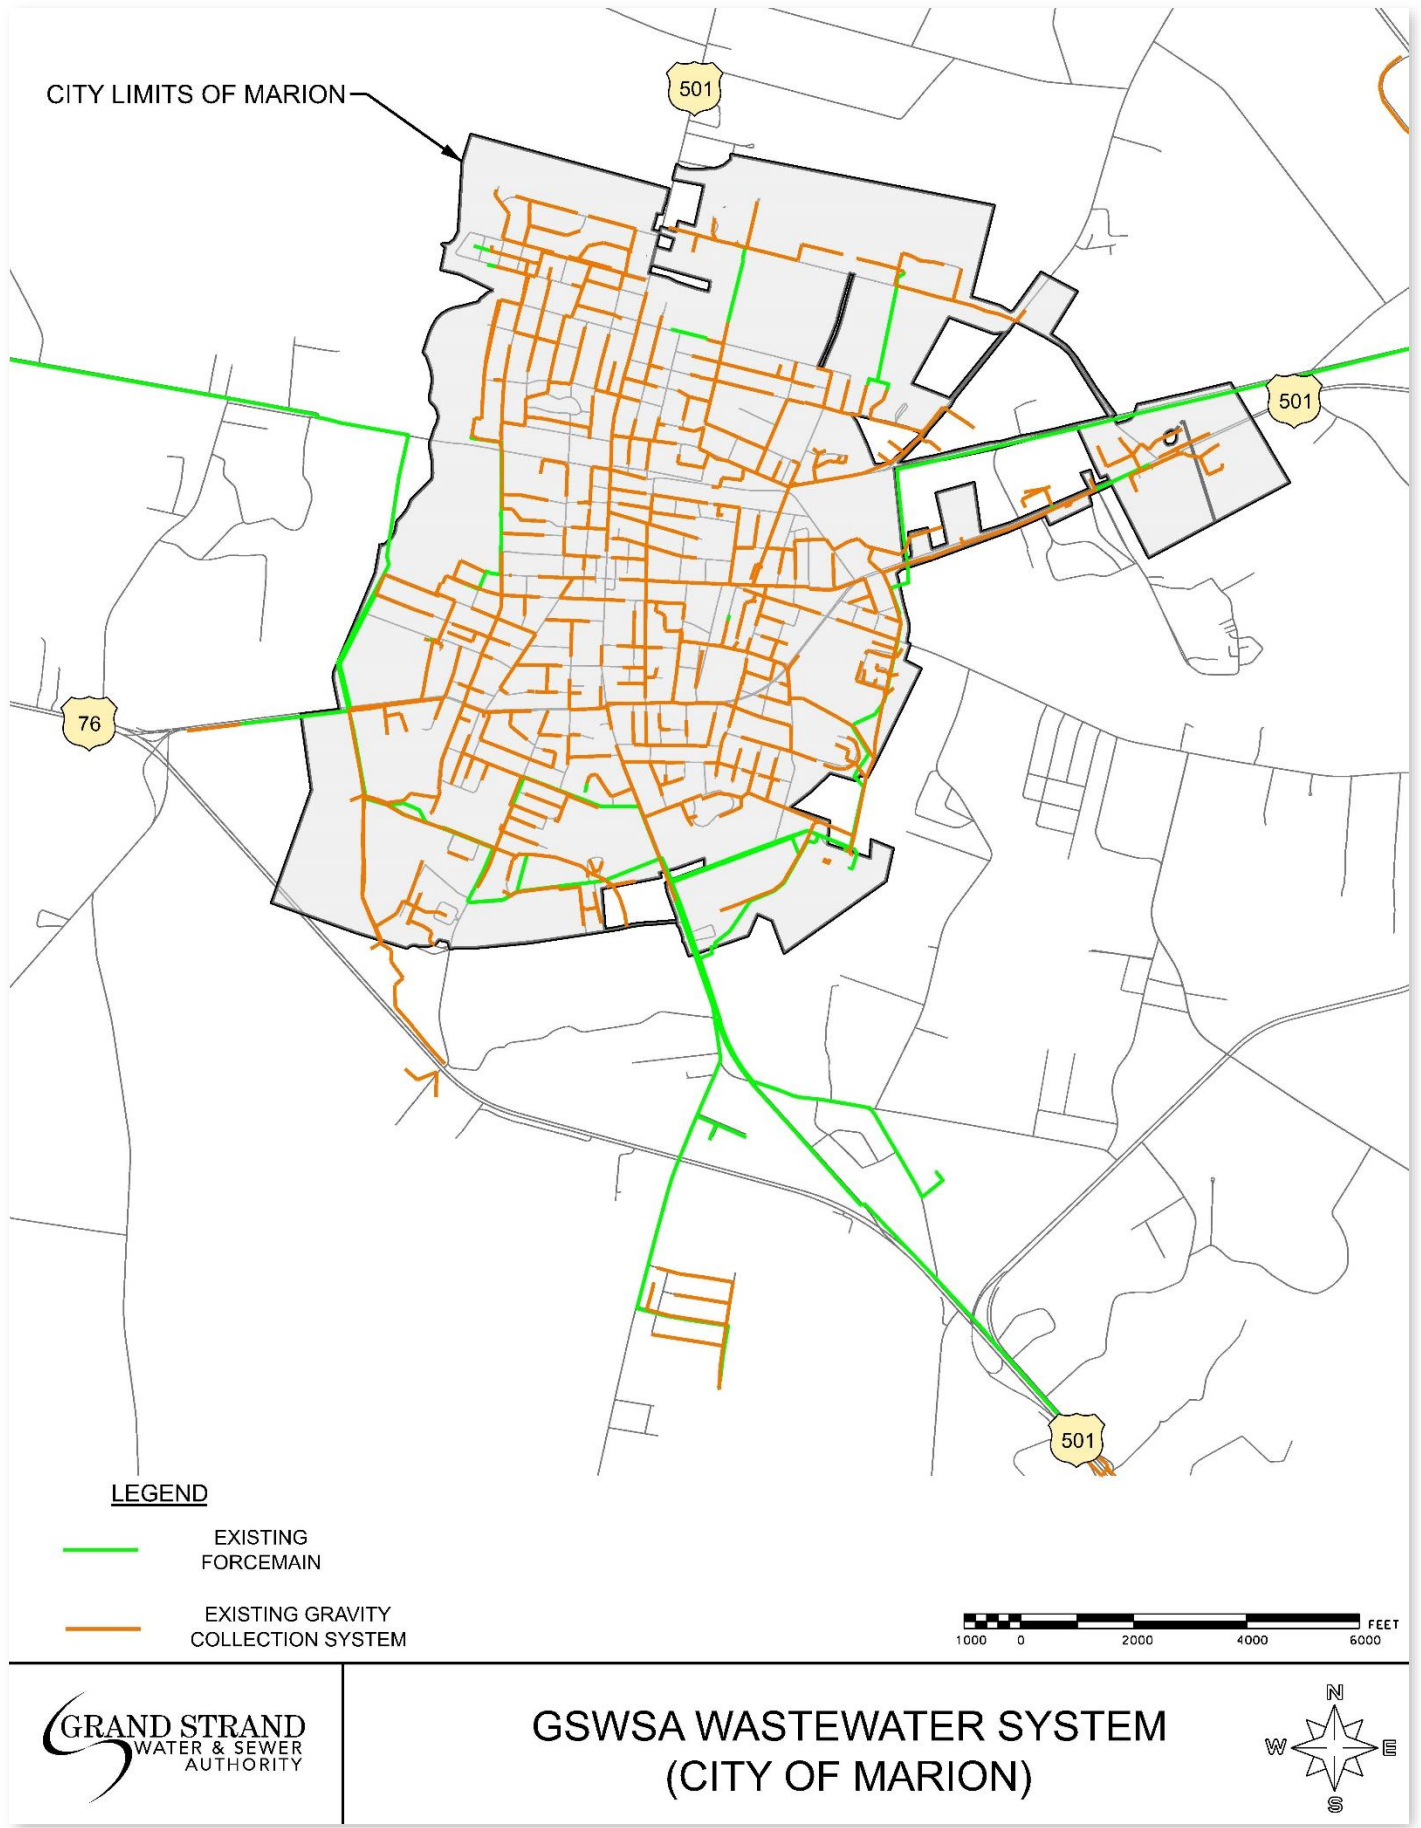 501
CITY LIMITS OF MARION
501
76
501
LEGEND
EXISTING
FORCEMAIN
EXISTING GRAVITY
COLLECTION SYSTEM
FEET
1000 0 2000 4000 6000
GRAND STRAND
WATER & SEWER
AUTHORITY
GSWSA WASTEWATER SYSTEM
(CITY OF MARION)
N
W E
S